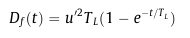 D_f(t) = u'^2 T_L(1 − e^{−t/T_L})